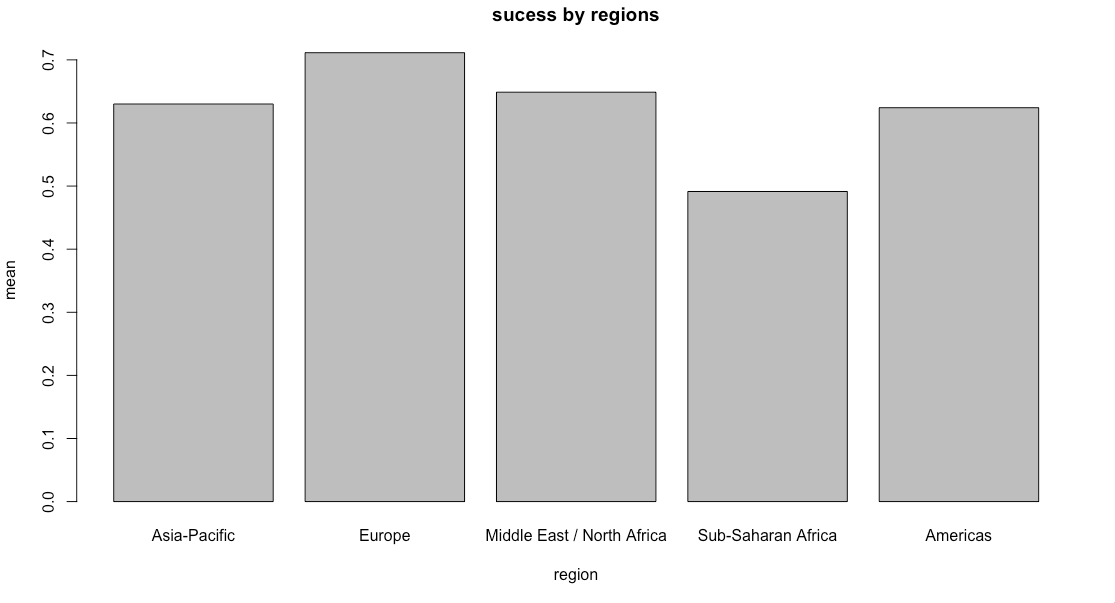 sucess by regions
mean
0.7
0.6
0.5
0.4
0.3
0.2
0.1
0.0
Asia-Pacific Europe Middle East / North Africa Sub-Saharan Africa Americas
region